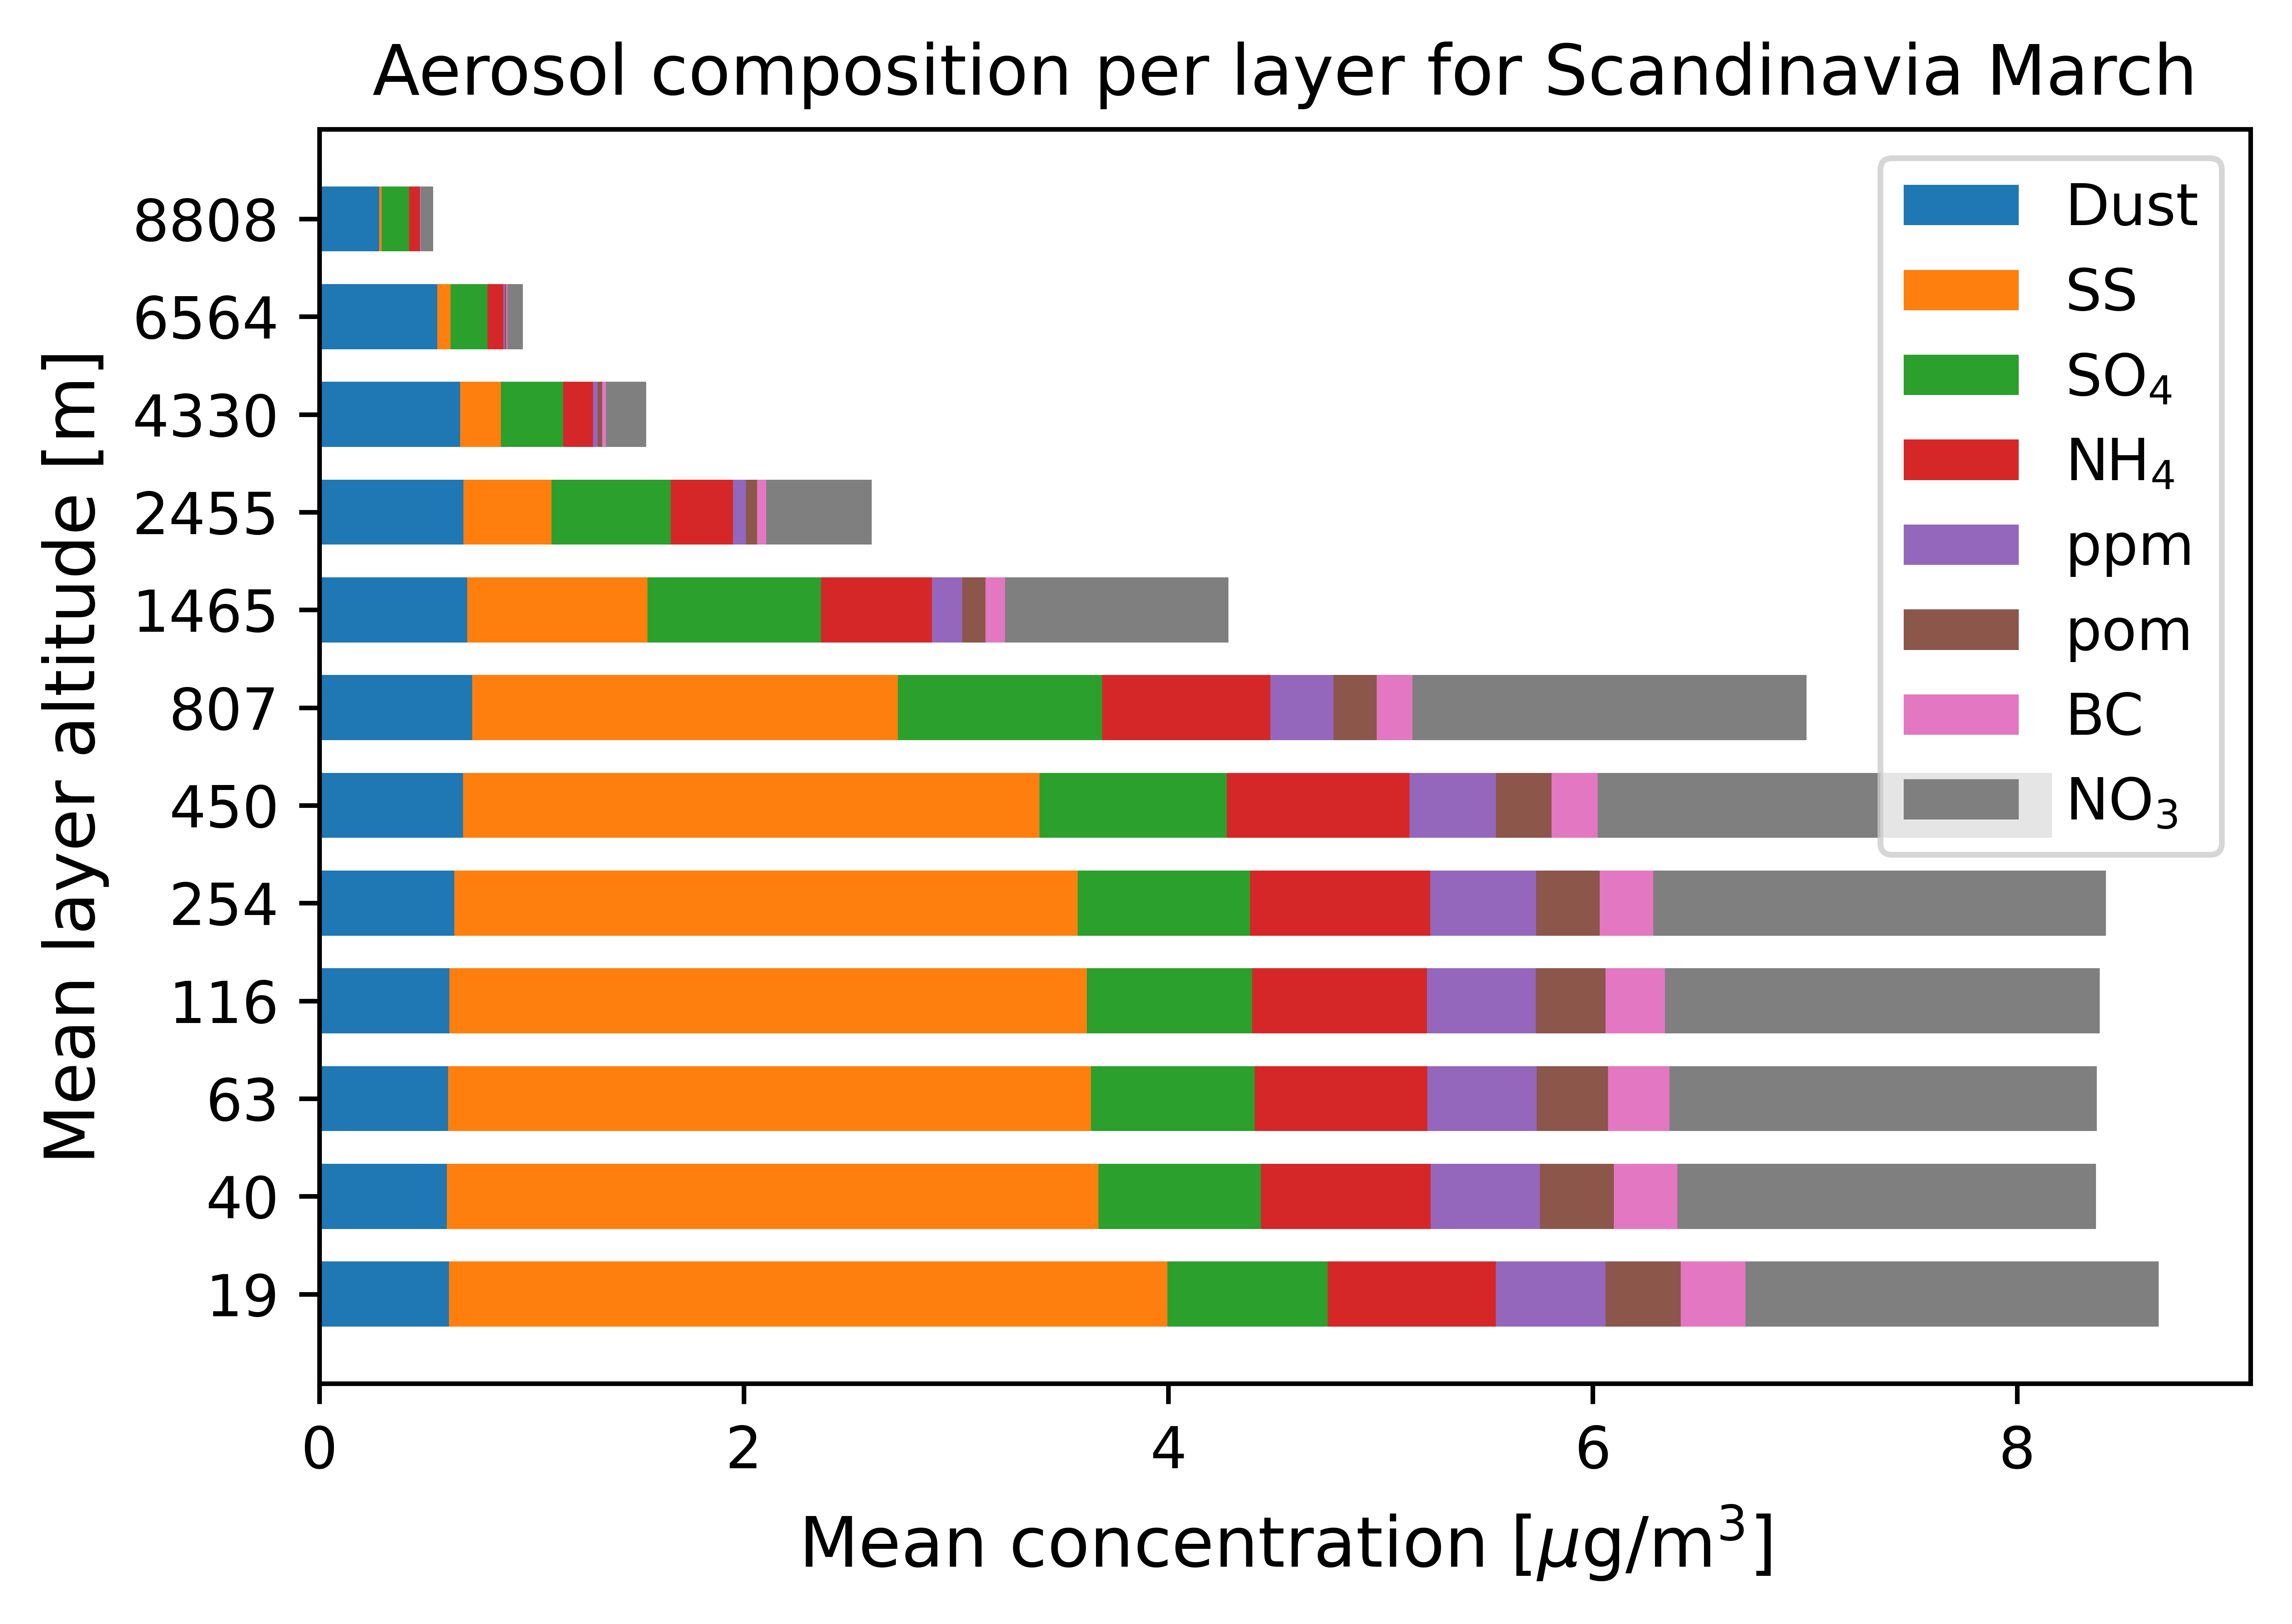 Aerosol composition per layer for Scandinavia March
Mean layer altitude [m]
8808
6564
4330
2455
1465
807
450
254
116
63
40
19
Dust
SS
SO₄
NH₄
ppm
pom
BC
NO₃
0 2 4 6 8
Mean concentration [μg/m³]